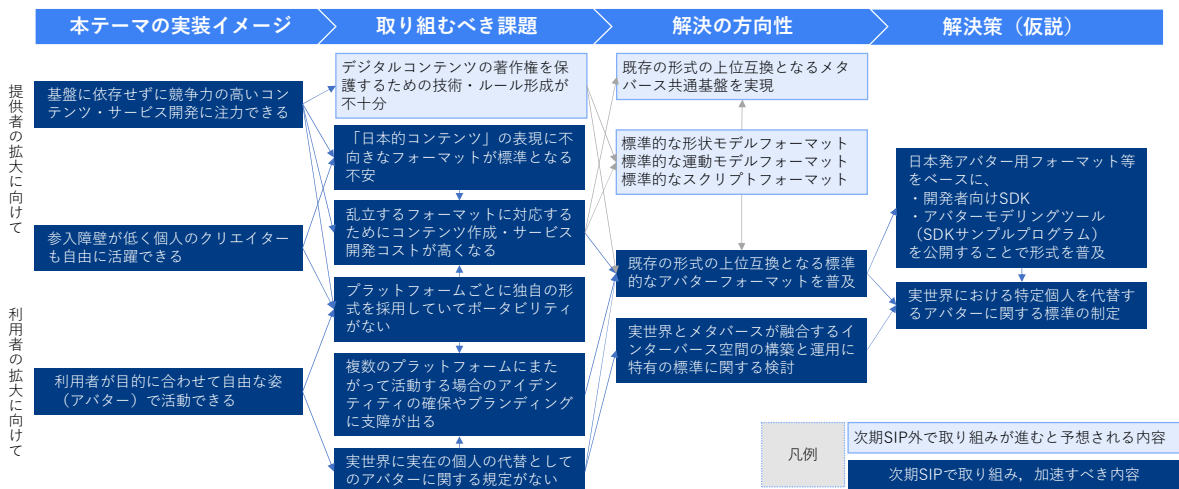 本テーマの実装イメージ
取り組むべき課題
解決の方向性
解決策（仮説）
提供者の拡大に向けて
基盤に依存せずに競争力の高いコン
テンツ・サービス開発に注力できる
参入障壁が低く個人のクリエイター
も自由に活躍できる
利用者の拡大に向けて
利用者が目的に合わせて自由な姿
（アバター）で活動できる
デジタルコンテンツの著作権を保
護するための技術・ルール形成が
不十分
「日本的コンテンツ」の表現に不
向きなフォーマットが標準となる
不安
乱立するフォーマットに対応する
ためにコンテンツ作成・サービス
開発コストが高くなる
プラットフォームごとに独自の形
式を採用していてポータビリティ
がない
複数のプラットフォームにまた
がって活動する場合のアイデン
ティティの確保やブランディング
に支障が出る
実世界に実在の個人の代替として
のアバターに関する規定がない
既存の形式の上位互換となるメタ
バース共通基盤を実現
標準的な形状モデルフォーマット
標準的な運動モデルフォーマット
標準的なスクリプトフォーマット
既存の形式の上位互換となる標準
的なアバターフォーマットを普及
実世界とメタバースが融合するイ
ンターバース空間の構築と運用に
特有の標準に関する検討
日本発アバター用フォーマット等
をベースに、
・開発者向けSDK
・アバターモデリングツール
（SDKサンプルプログラム）
を公開することで形式を普及
実世界における特定個人を代替す
るアバターに関する標準の制定
凡例
次期SIP外で取り組みが進むと予想される内容
次期SIPで取り組み，加速すべき内容